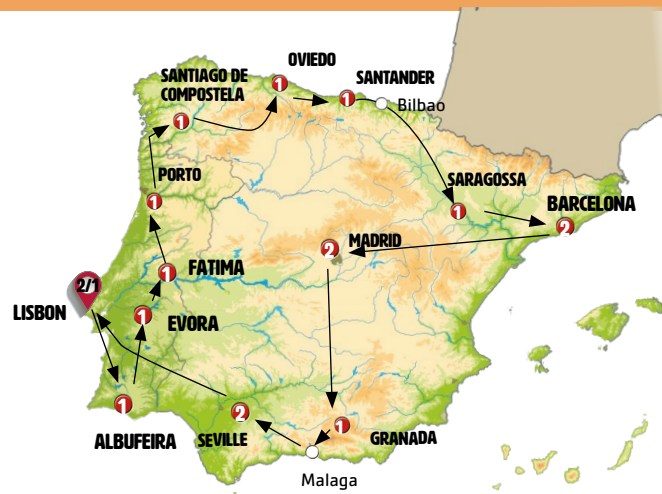 OVIEDO
SANTANDER
SANTIAGO DE
COMPOSTELA
1
1
Bilbao
1
PORTO
1
SARAGOSSA
1
BARCELONA
2
MADRID
2
FATIMA
1
2/1
LISBON
EVORA
1
ALBUFEIRA
1
SEVILLE
2
GRANADA
1
Malaga